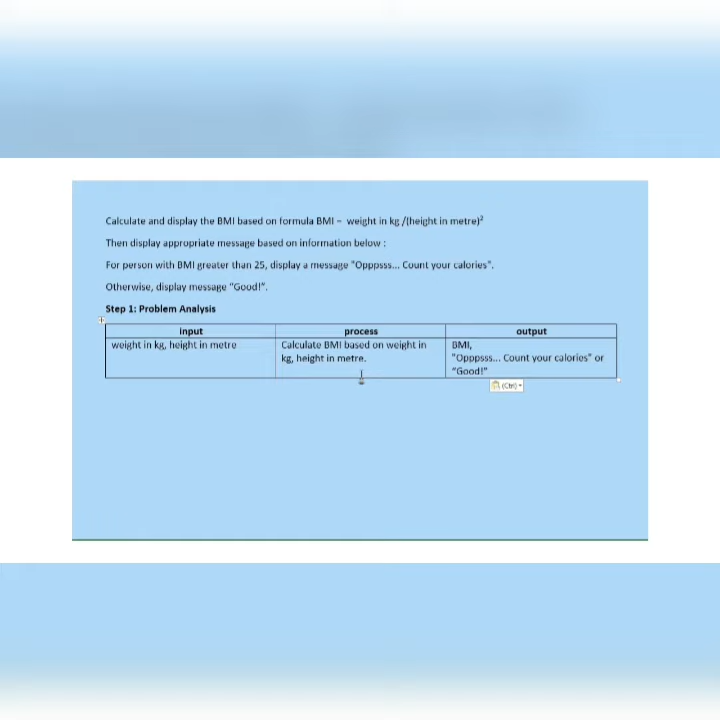 Calculate and display the BMI based on formula BMI = weight in kg /(height in metre)²
Then display appropriate message based on information below :
For person with BMI greater than 25, display a message "Opppsss... Count your calories".
Otherwise, display message "Good!".
Step 1: Problem Analysis
input process output
weight in kg, height in metre Calculate BMI based on weight in BMI,
kg, height in metre. "Opppsss... Count your calories" or
"Good!"
(Ctrl)